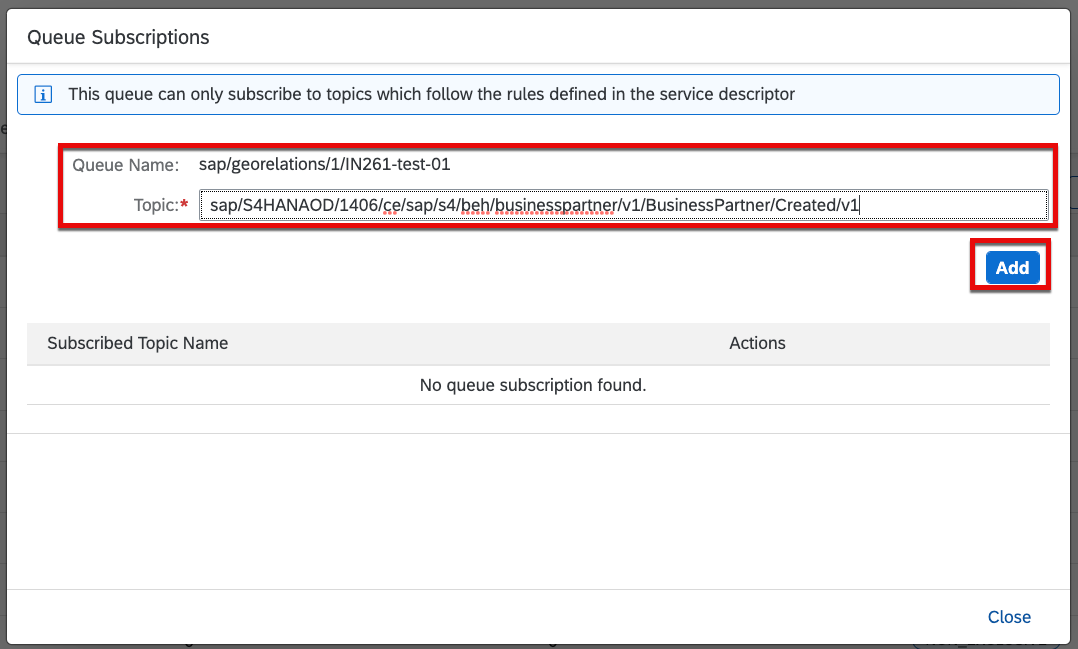 Queue Subscriptions
This queue can only subscribe to topics which follow the rules defined in the service descriptor
Queue Name: sap/georelations/1/IN261-test-01
Topic:* sap/S4HANAOD/1406/ce/sap/s4/beh/businesspartner/v1/BusinessPartner/Created/v1
Add
Subscribed Topic Name Actions
No queue subscription found.
Close